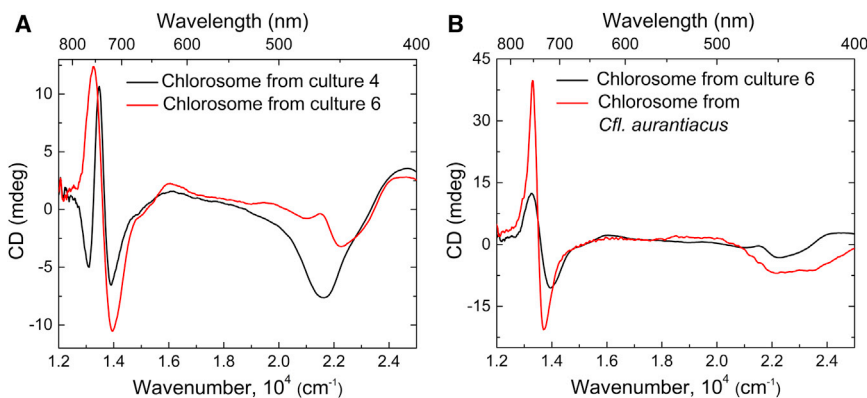 A
Wavelength (nm)
800 700 600 500 400
Chlorosome from culture 4
Chlorosome from culture 6
10
5
0
-5
-10
CD (mdeg)
1.2 1.4 1.6 1.8 2.0 2.2 2.4
Wavenumber, 10⁴ (cm⁻¹)
B
Wavelength (nm)
800 700 600 500 400
Chlorosome from culture 6
Chlorosome from
Cfl. aurantiacus
45
30
15
0
-15
CD (mdeg)
1.2 1.4 1.6 1.8 2.0 2.2 2.4
Wavenumber, 10⁴ (cm⁻¹)